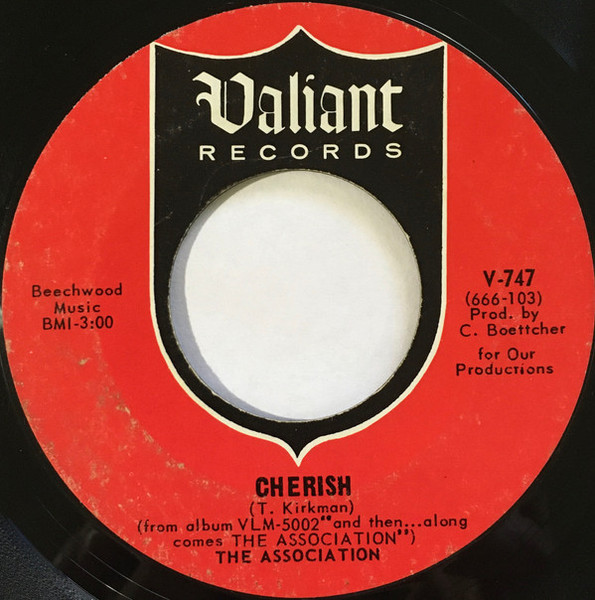 Valiant
RECORDS
Beechwood
Music
BMI-3:00
V-747
(666-103)
Prod. by
C. Boettcher
for Our
Productions
CHERISH
(T. Kirkman)
(from album VLM-5002"and then...along
comes THE ASSOCIATION")
THE ASSOCIATION